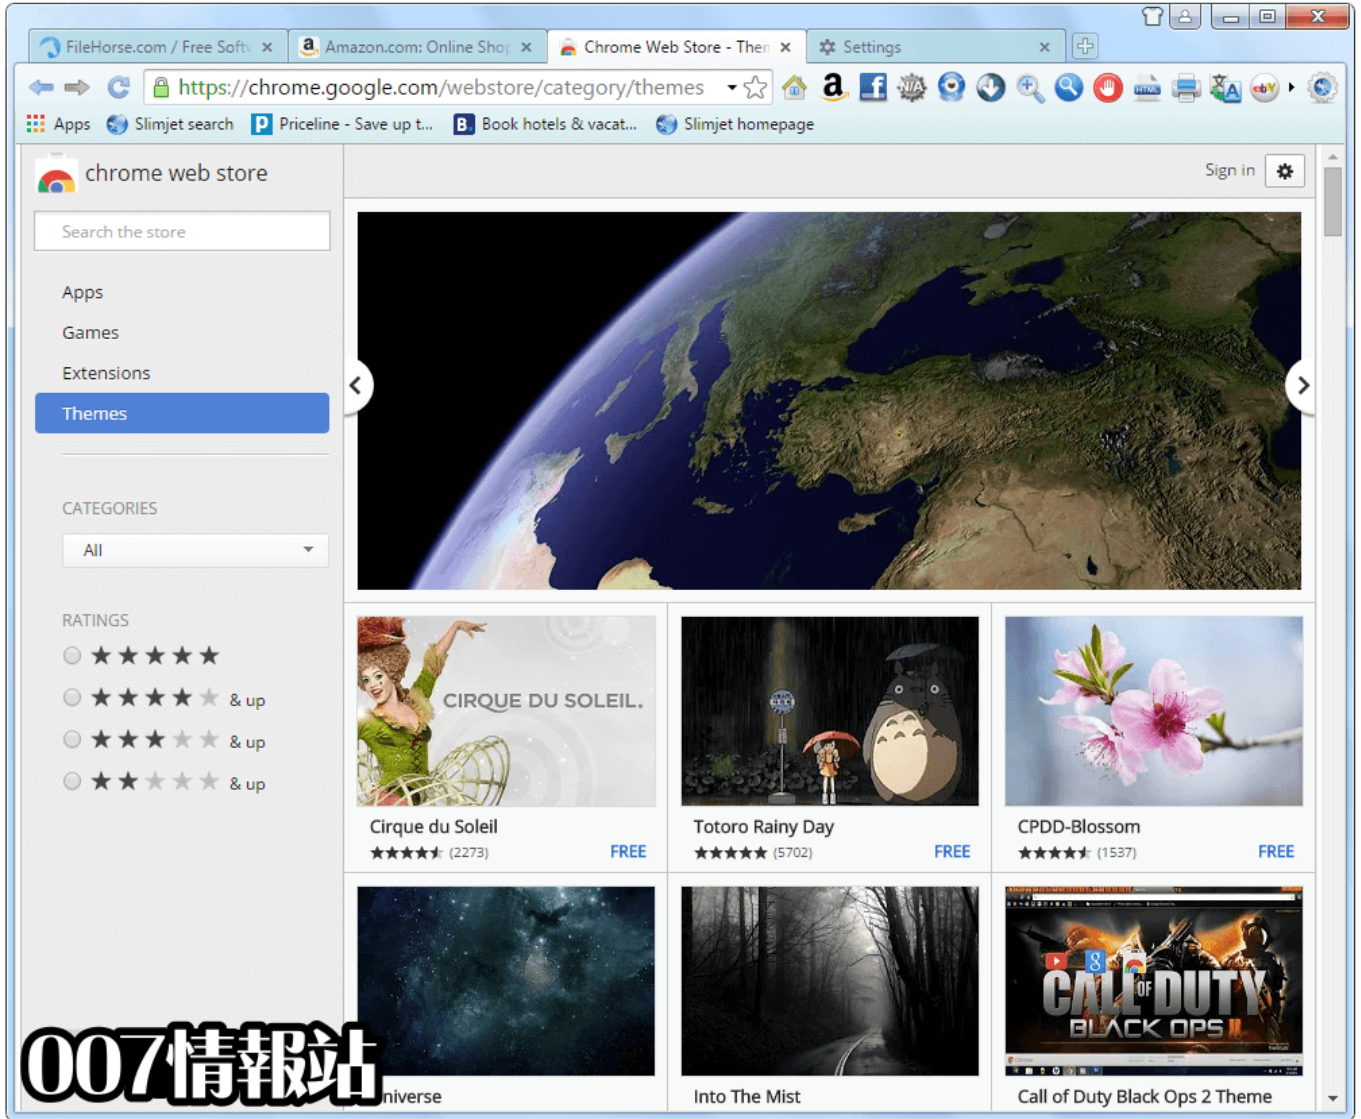 FileHorse.com / Free Softw
Amazon.com: Online Shop
Chrome Web Store - Them
Settings
https://chrome.google.com/webstore/category/themes
Apps
Slimjet search
Priceline - Save up t...
Book hotels & vacat...
Slimjet homepage
chrome web store
Sign in
Search the store
Apps
Games
Extensions
Themes
CATEGORIES
All
RATINGS
& up
& up
& up
CIRQUE DU SOLEIL.
Cirque du Soleil
(2273)
FREE
Totoro Rainy Day
(5702)
FREE
CPDD-Blossom
(1537)
FREE
CALL OF DUTY
BLACK OPS II
007情報站
niverse
Into The Mist
Call of Duty Black Ops 2 Theme